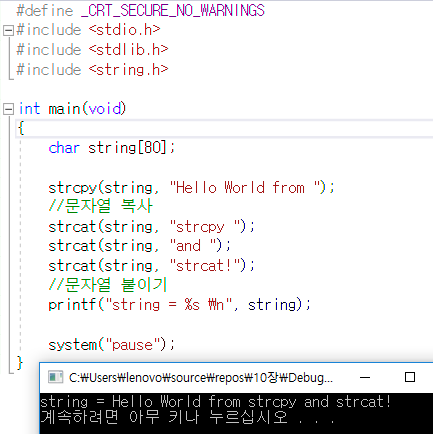 #define _CRT_SECURE_NO_WARNINGS
#include <stdio.h>
#include <stdlib.h>
#include <string.h>
int main(void)
{
char string[80];
strcpy(string, "Hello World from ");
//문자열 복사
strcat(string, "strcpy ");
strcat(string, "and ");
strcat(string, "strcat!");
//문자열 붙이기
printf("string = %s ₩n", string);
system("pause");
}
C:₩Users₩lenovo₩source₩repos₩10장₩Debug...
string = Hello World from strcpy and strcat!
계속하려면 아무 키나 누르십시오 . . .